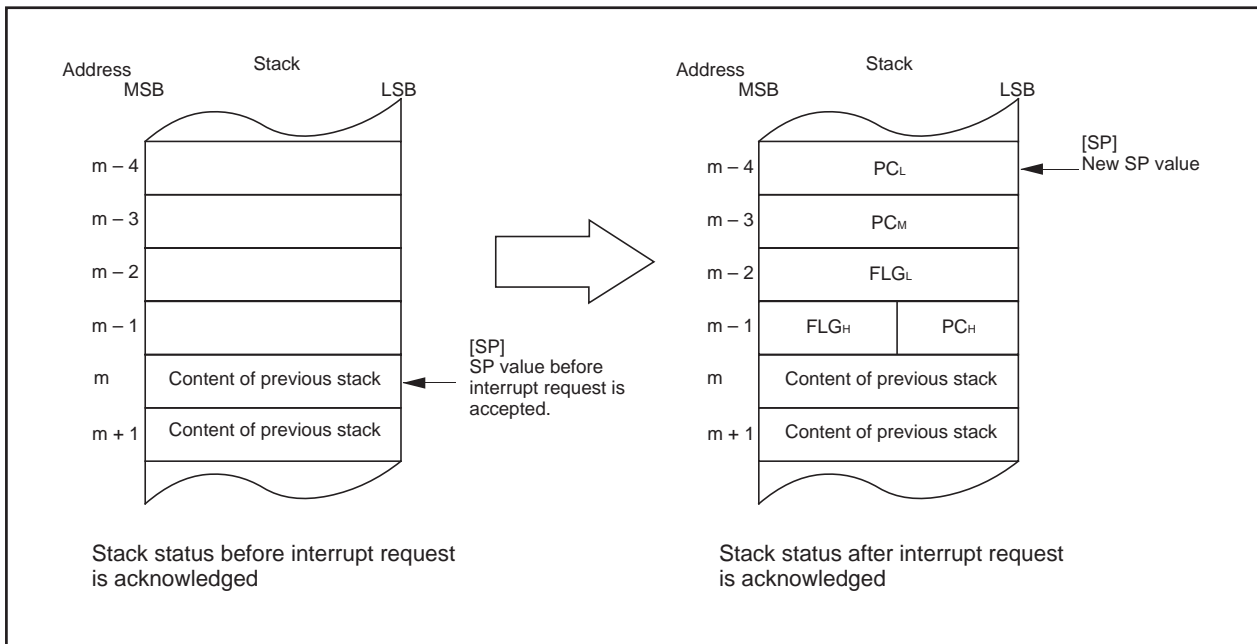 Address
MSB
Stack
LSB
m – 4
m – 3
m – 2
m – 1
m
Content of previous stack
m + 1
Content of previous stack
[SP]
SP value before
interrupt request is
accepted.
Stack status before interrupt request
is acknowledged
Address
MSB
Stack
LSB
m – 4
PCL
[SP]
New SP value
m – 3
PCM
m – 2
FLGL
m – 1
FLGH
PCH
m
Content of previous stack
m + 1
Content of previous stack
Stack status after interrupt request
is acknowledged